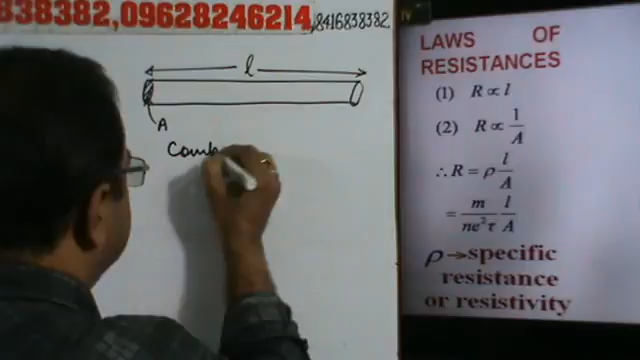 838382,09628246214,8416838382
l
A
Comb
LAWS OF
RESISTANCES
(1) R ∝ l
(2) R ∝ 1/A
∴ R = ρ l/A
= m/ne²τ l/A
ρ → specific
resistance
or resistivity